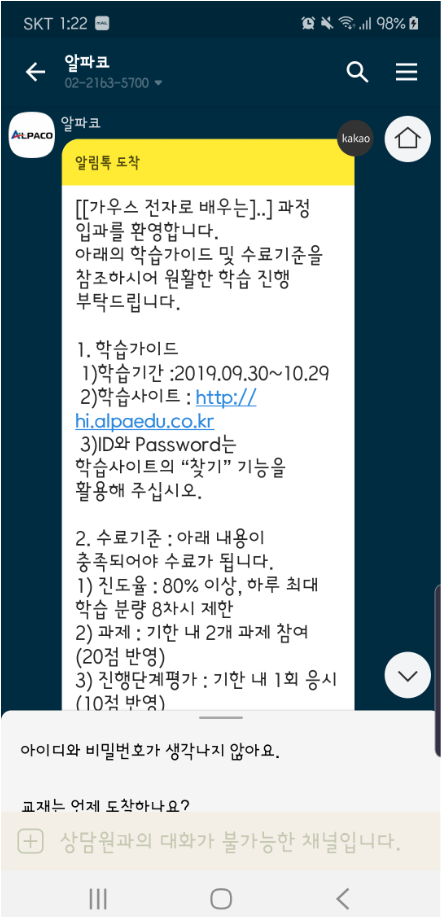 SKT 1:22
98%
알파코
02-2163-5700
ALPACO
알파코
kakao
알림톡 도착
[[가우스 전자로 배우는]..] 과정
입과를 환영합니다.
아래의 학습가이드 및 수료기준을
참조하시어 원활한 학습 진행
부탁드립니다.
1. 학습가이드
1)학습기간 :2019.09.30~10.29
2)학습사이트 : http://
hi.alpaedu.co.kr
3)ID와 Password는
학습사이트의 “찾기” 기능을
활용해 주십시오.
2. 수료기준 : 아래 내용이
충족되어야 수료가 됩니다.
1) 진도율 : 80% 이상, 하루 최대
학습 분량 8차시 제한
2) 과제 : 기한 내 2개 과제 참여
(20점 반영)
3) 진행단계평가 : 기한 내 1회 응시
(10점 반영)
아이디와 비밀번호가 생각나지 않아요.
교재는 언제 도착하나요?
상담원과의 대화가 불가능한 채널입니다.